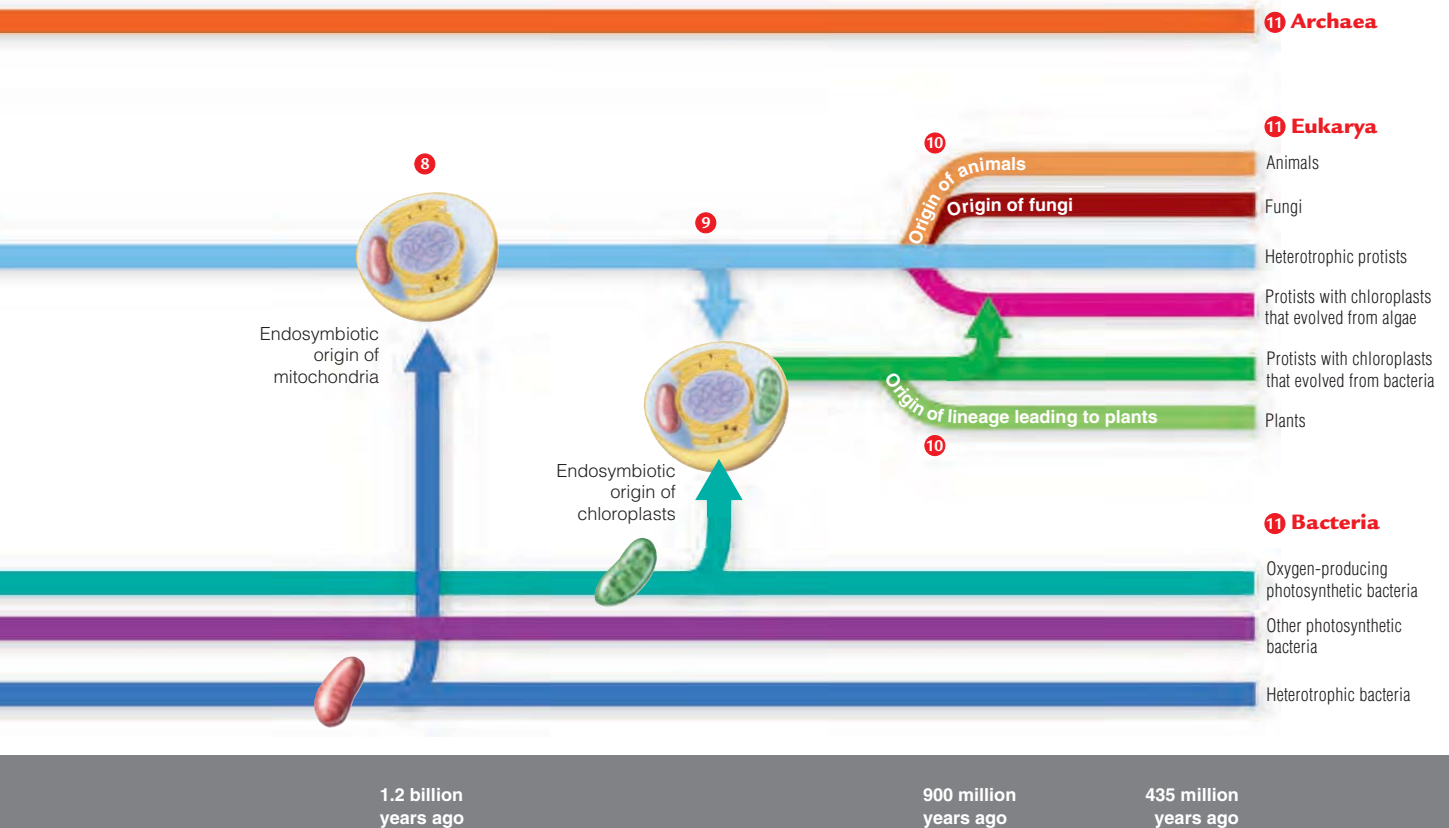 11 Archaea
11 Eukarya
10
Origin of animals
Animals
8
Origin of fungi
Fungi
9
Heterotrophic protists
Protists with chloroplasts
that evolved from algae
Endosymbiotic
origin of
mitochondria
Protists with chloroplasts
that evolved from bacteria
Origin of lineage leading to plants
Plants
10
Endosymbiotic
origin of
chloroplasts
11 Bacteria
Oxygen-producing
photosynthetic bacteria
Other photosynthetic
bacteria
Heterotrophic bacteria
1.2 billion
years ago
900 million
years ago
435 million
years ago